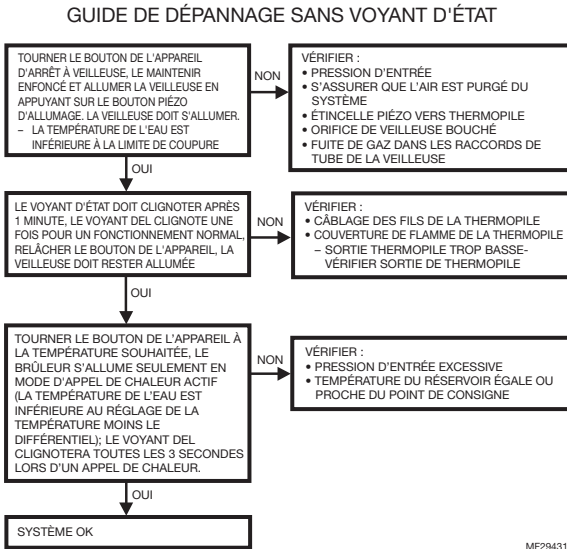 GUIDE DE DÉPANNAGE SANS VOYANT D'ÉTAT
TOURNER LE BOUTON DE L'APPAREIL
D'ARRÊT À VEILLEUSE, LE MAINTENIR
ENFONCÉ ET ALLUMER LA VEILLEUSE EN
APPUYANT SUR LE BOUTON PIÉZO
D'ALLUMAGE. LA VEILLEUSE DOIT S'ALLUMER.
– LA TEMPÉRATURE DE L'EAU EST
INFÉRIEURE À LA LIMITE DE COUPURE
NON
VÉRIFIER :
• PRESSION D'ENTRÉE
• S'ASSURER QUE L'AIR EST PURGÉ DU
SYSTÈME
• ÉTINCELLE PIÉZO VERS THERMOPILE
• ORIFICE DE VEILLEUSE BOUCHÉ
• FUITE DE GAZ DANS LES RACCORDS DE
TUBE DE LA VEILLEUSE
OUI
LE VOYANT D'ÉTAT DOIT CLIGNOTER APRÈS
1 MINUTE, LE VOYANT DEL CLIGNOTE UNE
FOIS POUR UN FONCTIONNEMENT NORMAL,
RELÂCHER LE BOUTON DE L'APPAREIL, LA
VEILLEUSE DOIT RESTER ALLUMÉE
NON
VÉRIFIER :
• CÂBLAGE DES FILS DE LA THERMOPILE
• COUVERTURE DE FLAMME DE LA THERMOPILE
– SORTIE THERMOPILE TROP BASSE-
VÉRIFIER SORTIE DE THERMOPILE
OUI
TOURNER LE BOUTON DE L'APPAREIL À
LA TEMPÉRATURE SOUHAITÉE, LE
BRÛLEUR S'ALLUME SEULEMENT EN
MODE D'APPEL DE CHALEUR ACTIF
(LA TEMPÉRATURE DE L'EAU EST
INFÉRIEURE AU RÉGLAGE DE LA
TEMPÉRATURE MOINS LE
DIFFÉRENTIEL); LE VOYANT DEL
CLIGNOTERA TOUTES LES 3 SECONDES
LORS D'UN APPEL DE CHALEUR.
NON
VÉRIFIER :
• PRESSION D'ENTRÉE EXCESSIVE
• TEMPÉRATURE DU RÉSERVOIR ÉGALE OU
PROCHE DU POINT DE CONSIGNE
OUI
SYSTÈME OK
MF29431